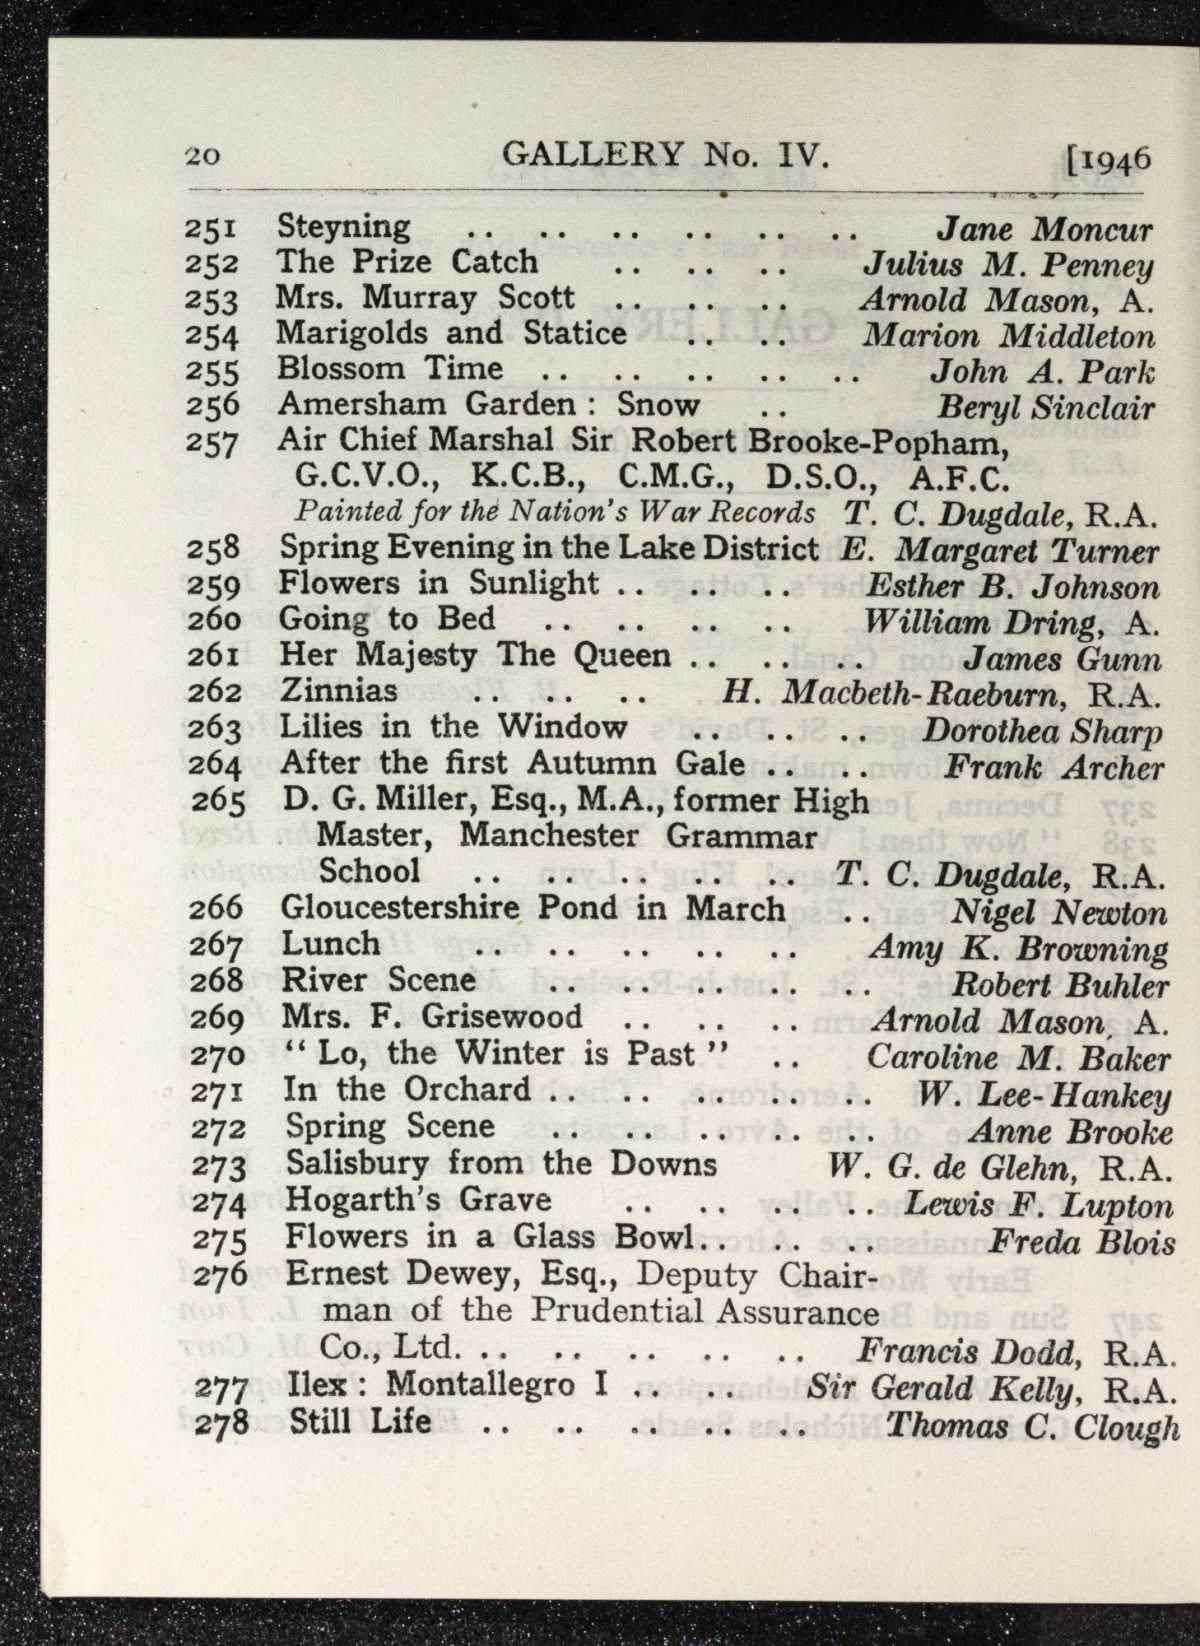 20 GALLERY No. IV. [1946
251 Steyning .. .. .. .. .. .. Jane Moncur
252 The Prize Catch .. .. .. Julius M. Penney
253 Mrs. Murray Scott .. .. .. Arnold Mason, A.
254 Marigolds and Statice .. .. Marion Middleton
255 Blossom Time .. .. .. .. .. John A. Park
256 Amersham Garden : Snow .. Beryl Sinclair
257 Air Chief Marshal Sir Robert Brooke-Popham,
G.C.V.O., K.C.B., C.M.G., D.S.O., A.F.C.
Painted for the Nation's War Records T. C. Dugdale, R.A.
258 Spring Evening in the Lake District E. Margaret Turner
259 Flowers in Sunlight .. .. .. Esther B. Johnson
260 Going to Bed .. .. .. .. William Dring, A.
261 Her Majesty The Queen .. .. .. James Gunn
262 Zinnias .. .. .. H. Macbeth-Raeburn, R.A.
263 Lilies in the Window .. .. .. Dorothea Sharp
264 After the first Autumn Gale .. .. Frank Archer
265 D. G. Miller, Esq., M.A., former High
Master, Manchester Grammar
School .. .. .. .. .. T. C. Dugdale, R.A.
266 Gloucestershire Pond in March .. Nigel Newton
267 Lunch .. .. .. .. .. Amy K. Browning
268 River Scene .. .. .. .. .. Robert Buhler
269 Mrs. F. Grisewood .. .. .. Arnold Mason, A.
270 “ Lo, the Winter is Past ” .. Caroline M. Baker
271 In the Orchard .. .. .. .. .. W. Lee-Hankey
272 Spring Scene .. .. .. .. .. Anne Brooke
273 Salisbury from the Downs W. G. de Glehn, R.A.
274 Hogarth's Grave .. .. .. .. Lewis F. Lupton
275 Flowers in a Glass Bowl .. .. .. Freda Blois
276 Ernest Dewey, Esq., Deputy Chair-
man of the Prudential Assurance
Co., Ltd. .. .. .. .. .. Francis Dodd, R.A.
277 Ilex : Montallegro I .. .. Sir Gerald Kelly, R.A.
278 Still Life .. .. .. .. .. Thomas C. Clough